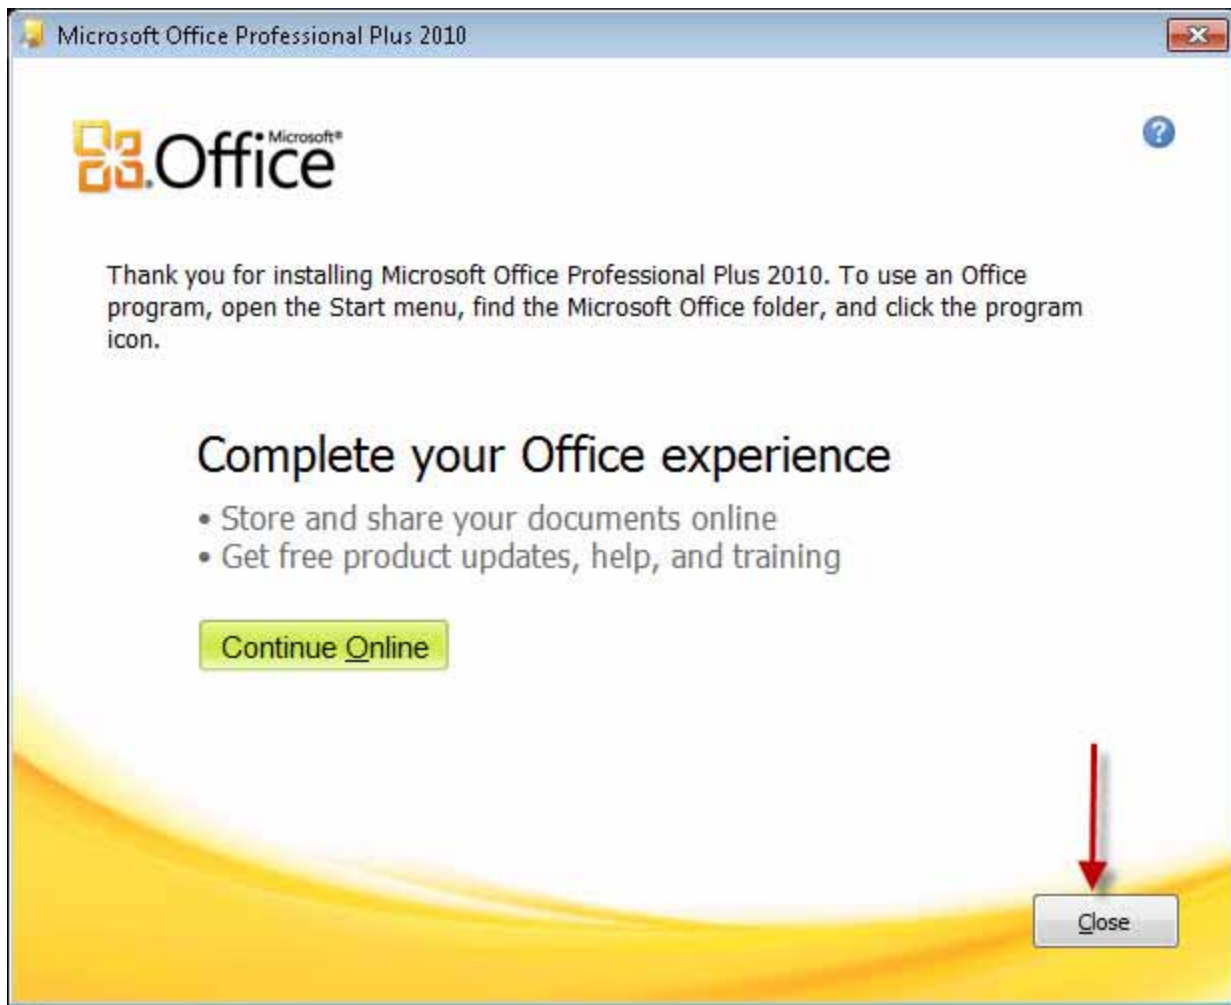 Microsoft Office Professional Plus 2010
Microsoft®
Office
Thank you for installing Microsoft Office Professional Plus 2010. To use an Office
program, open the Start menu, find the Microsoft Office folder, and click the program
icon.
Complete your Office experience
• Store and share your documents online
• Get free product updates, help, and training
Continue Online
Close